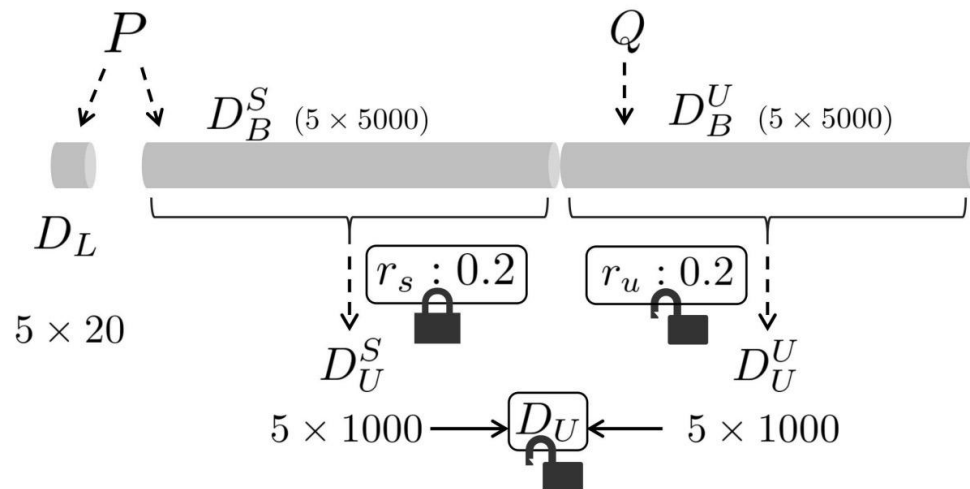 P Q
D_B^S (5 × 5000) D_B^U (5 × 5000)
D_L
r_s : 0.2 r_u : 0.2
5 × 20
D_U^S D_U^U
5 × 1000 D_U 5 × 1000